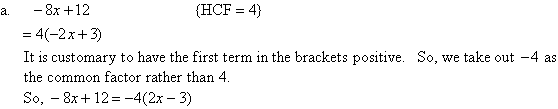 a. − 8x + 12 {HCF = 4}
= 4(−2x + 3)
It is customary to have the first term in the brackets positive. So, we take out −4 as
the common factor rather than 4.
So, − 8x + 12 = −4(2x − 3)